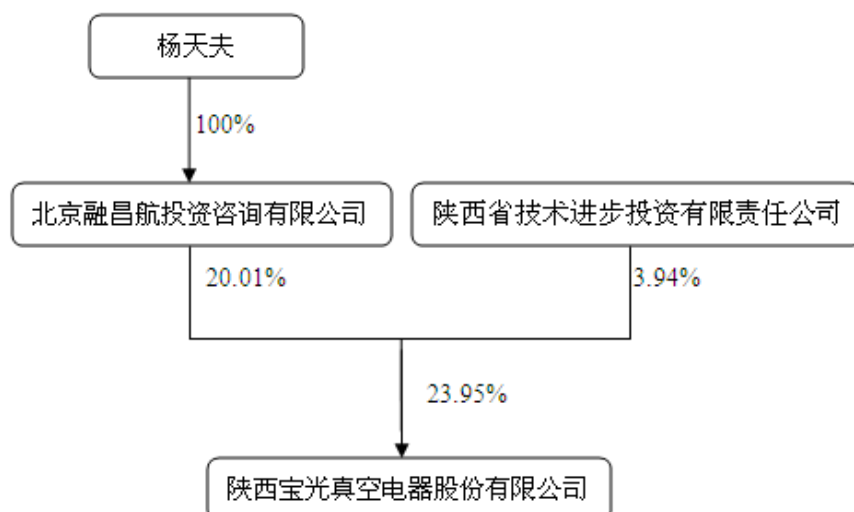 杨天夫
100%
北京融昌航投资咨询有限公司
陕西省技术进步投资有限责任公司
20.01%
3.94%
23.95%
陕西宝光真空电器股份有限公司